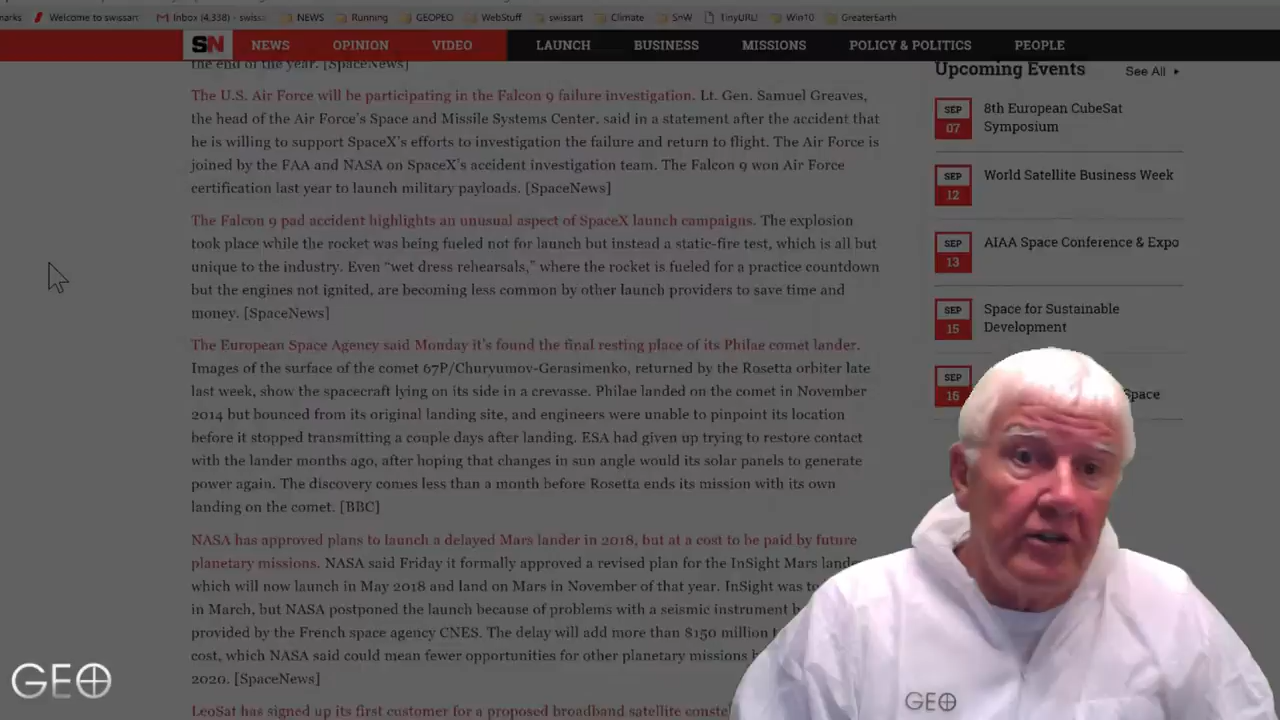 marks Welcome to swissart Inbox (4,338) - swiss NEWS Running GEOPEO WebStuff swissart Climate SnW TinyURL! Win10 GreaterEarth
SN NEWS OPINION VIDEO LAUNCH BUSINESS MISSIONS POLICY & POLITICS PEOPLE
the end of the year. [SpaceNews]
The U.S. Air Force will be participating in the Falcon 9 failure investigation. Lt. Gen. Samuel Greaves,
the head of the Air Force's Space and Missile Systems Center, said in a statement after the accident that
he is willing to support SpaceX's efforts to investigation the failure and return to flight. The Air Force is
joined by the FAA and NASA on SpaceX's accident investigation team. The Falcon 9 won Air Force
certification last year to launch military payloads. [SpaceNews]
The Falcon 9 pad accident highlights an unusual aspect of SpaceX launch campaigns. The explosion
took place while the rocket was being fueled not for launch but instead a static-fire test, which is all but
unique to the industry. Even “wet dress rehearsals,” where the rocket is fueled for a practice countdown
but the engines not ignited, are becoming less common by other launch providers to save time and
money. [SpaceNews]
The European Space Agency said Monday it's found the final resting place of its Philae comet lander.
Images of the surface of the comet 67P/Churyumov-Gerasimenko, returned by the Rosetta orbiter late
last week, show the spacecraft lying on its side in a crevasse. Philae landed on the comet in November
2014 but bounced from its original landing site, and engineers were unable to pinpoint its location
before it stopped transmitting a couple days after landing. ESA had given up trying to restore contact
with the lander months ago, after hoping that changes in sun angle would its solar panels to generate
power again. The discovery comes less than a month before Rosetta ends its mission with its own
landing on the comet. [BBC]
NASA has approved plans to launch a delayed Mars lander in 2018, but at a cost to be paid by future
planetary missions. NASA said Friday it formally approved a revised plan for the InSight Mars lande
which will now launch in May 2018 and land on Mars in November of that year. InSight was to
in March, but NASA postponed the launch because of problems with a seismic instrument b
provided by the French space agency CNES. The delay will add more than $150 million t
cost, which NASA said could mean fewer opportunities for other planetary missions
2020. [SpaceNews]
LeoSat has signed up its first customer for a proposed broadband satellite conste
Upcoming Events See All
SEP 07
8th European CubeSat
Symposium
SEP 12
World Satellite Business Week
SEP 13
AIAA Space Conference & Expo
SEP 15
Space for Sustainable
Development
SEP 16
Space
GEO
GEO